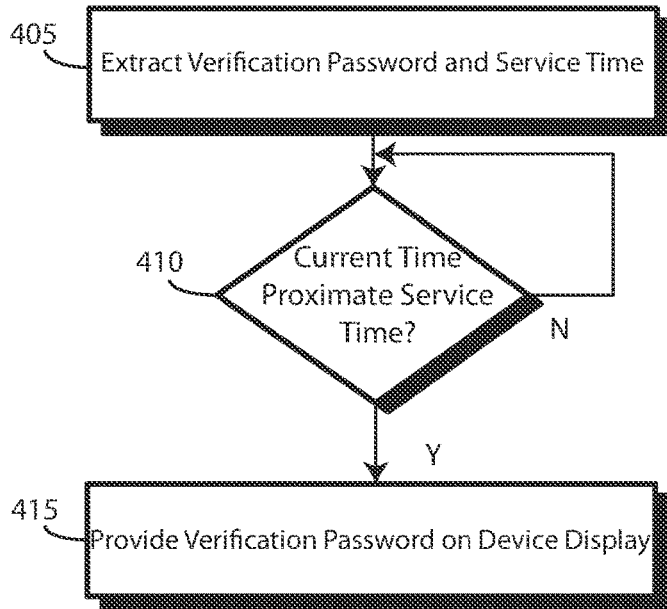 405
Extract Verification Password and Service Time
410
Current Time
Proximate Service
Time?
N
Y
415
Provide Verification Password on Device Display